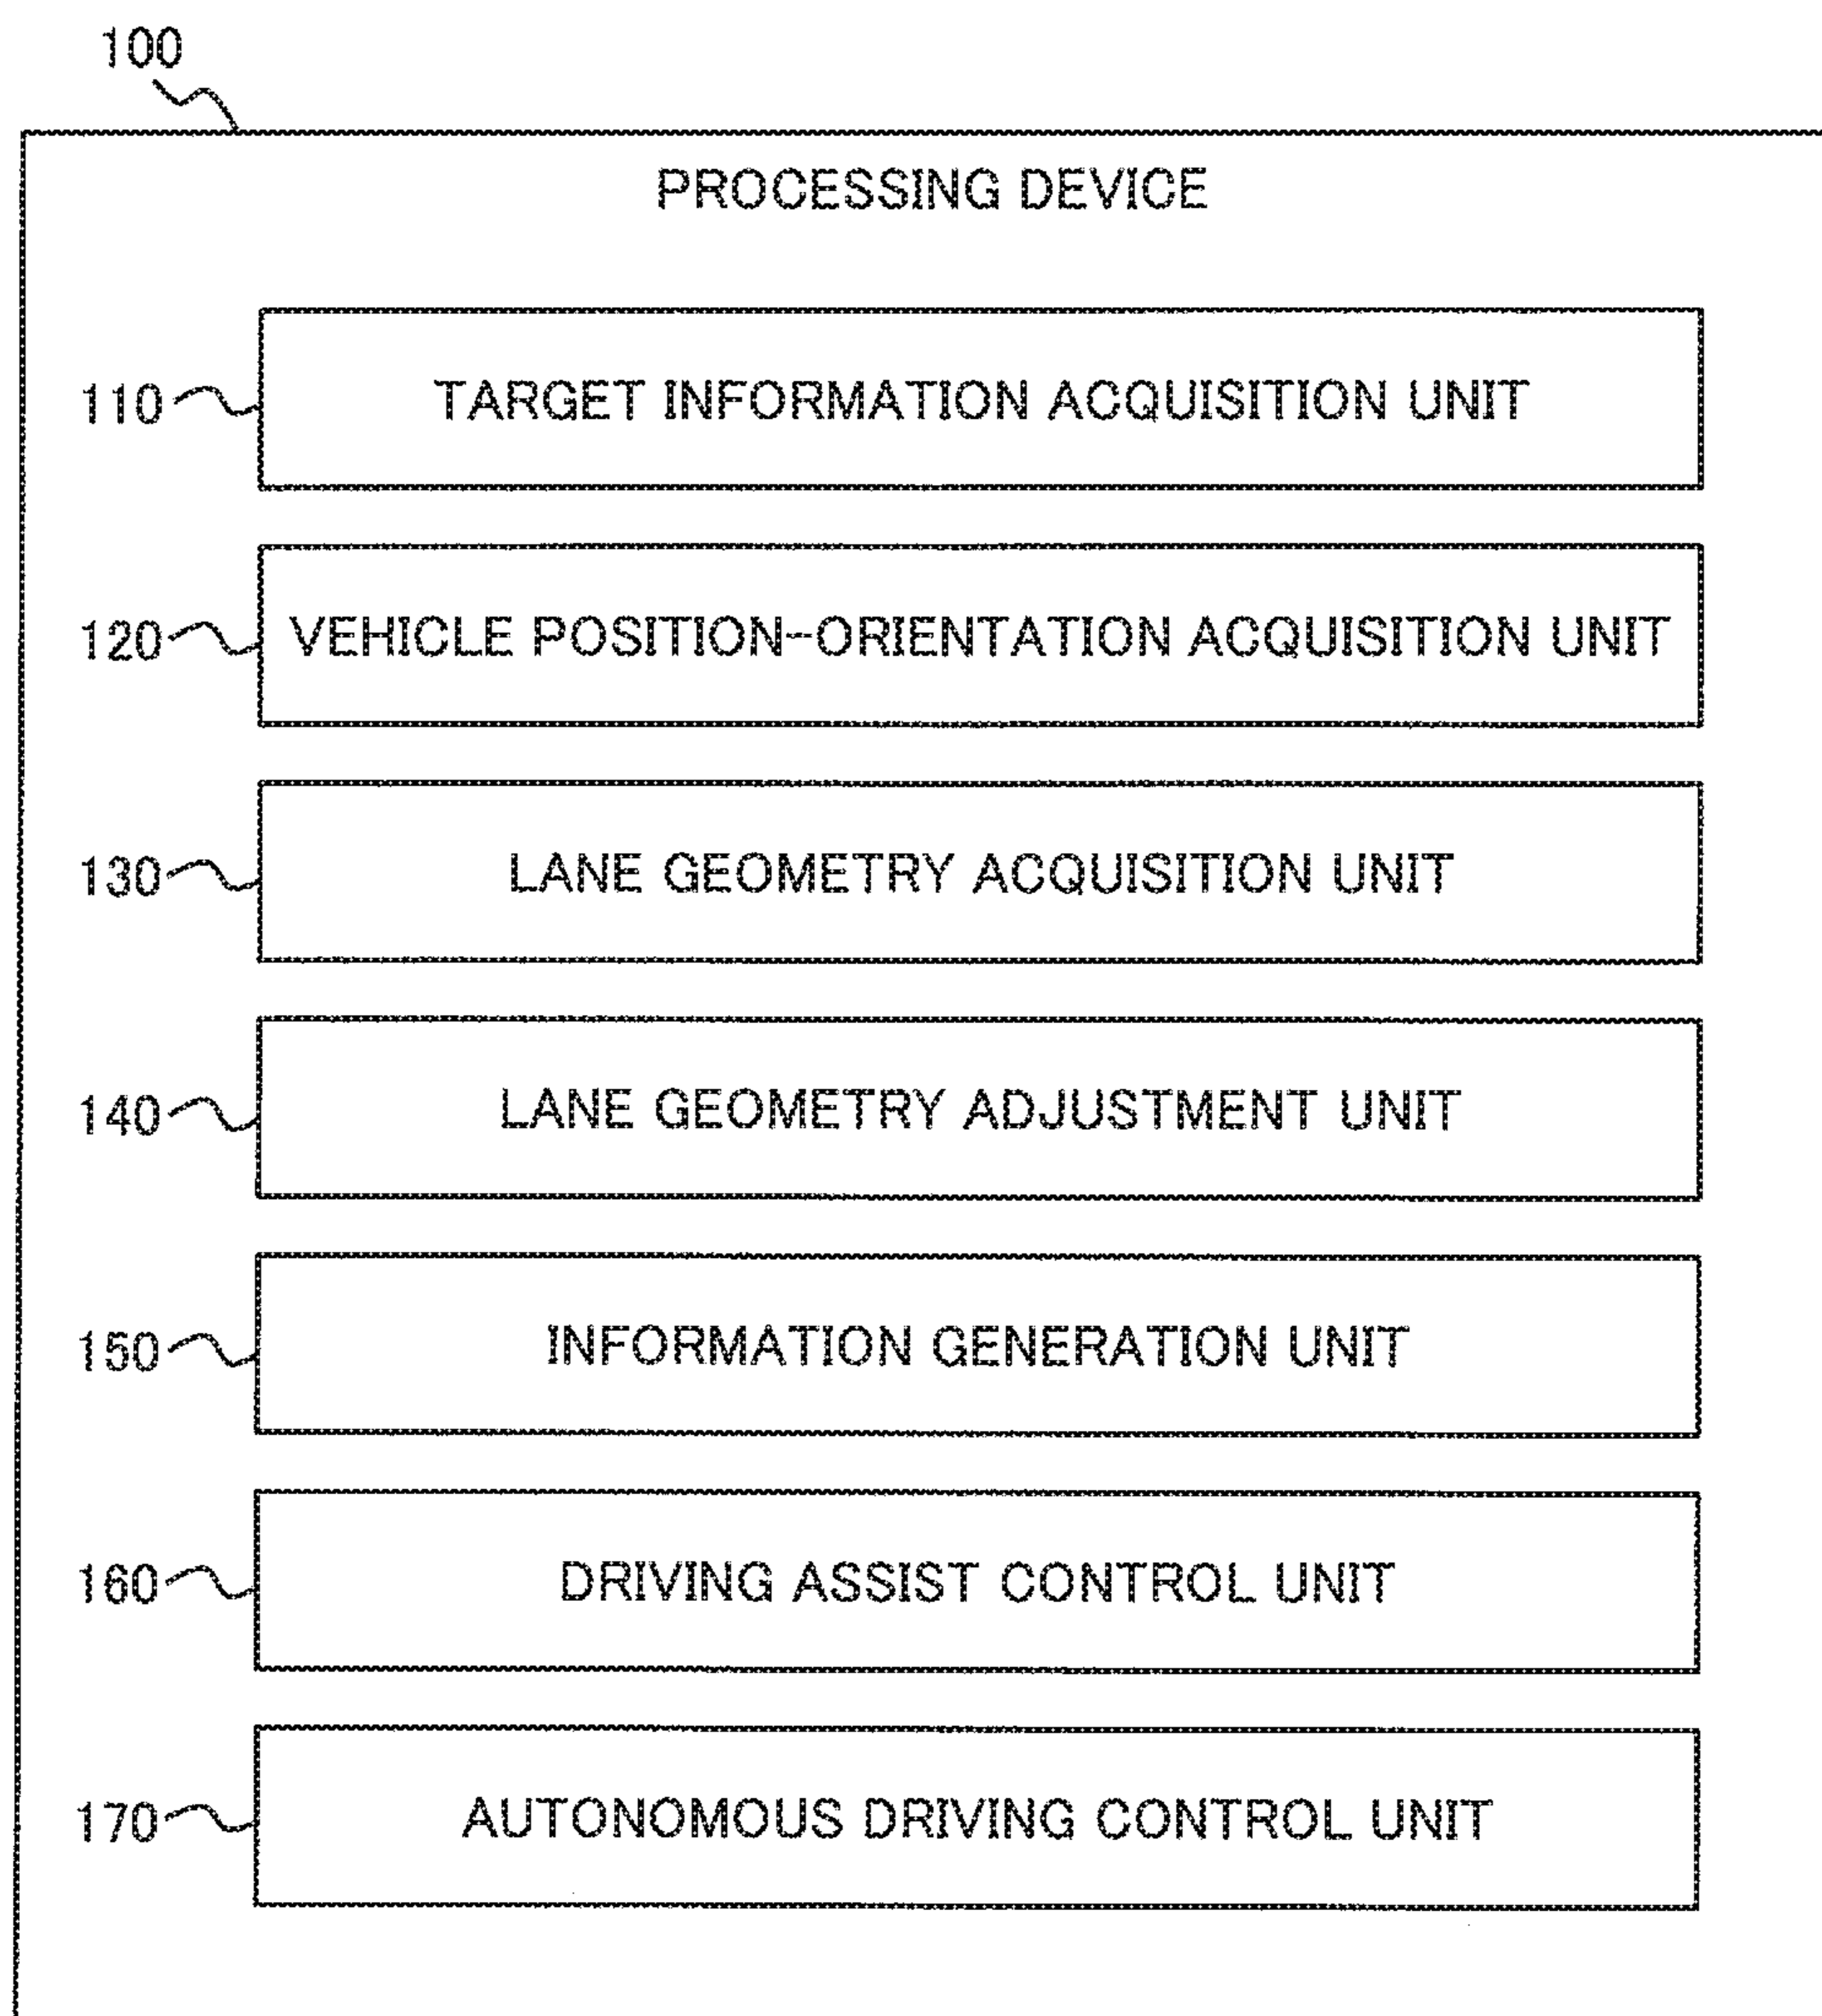 100
PROCESSING DEVICE
110 TARGET INFORMATION ACQUISITION UNIT
120 VEHICLE POSITION-ORIENTATION ACQUISITION UNIT
130 LANE GEOMETRY ACQUISITION UNIT
140 LANE GEOMETRY ADJUSTMENT UNIT
150 INFORMATION GENERATION UNIT
160 DRIVING ASSIST CONTROL UNIT
170 AUTONOMOUS DRIVING CONTROL UNIT